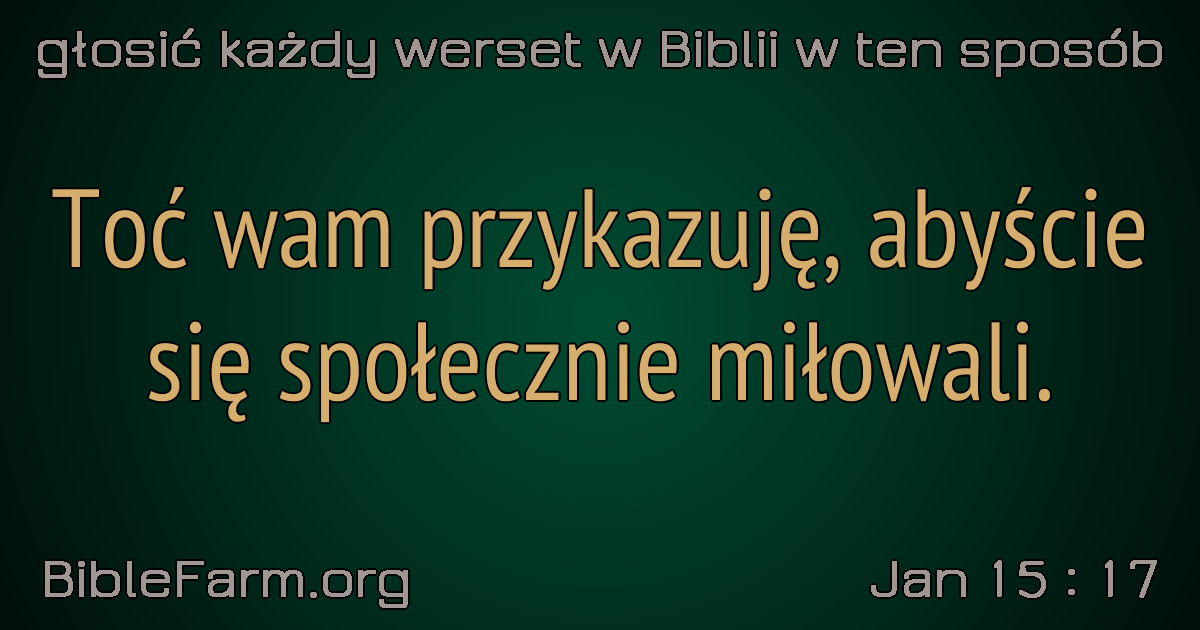 głosić każdy werset w Biblii w ten sposób
Toć wam przykazuję, abyście
się społecznie miłowali.
BibleFarm.org
Jan 15 : 17